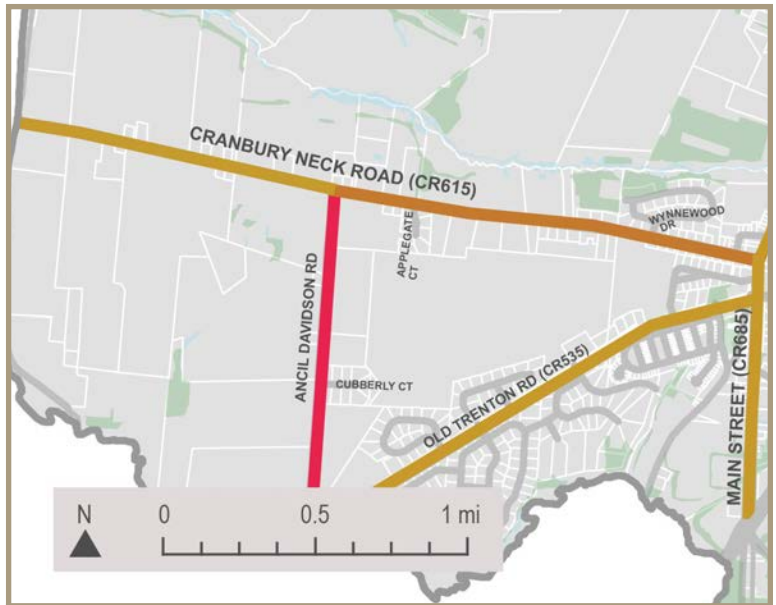 CRANBURY NECK ROAD (CR615)
WYNNEWOOD
DR
APPLEGATE
CT
ANCIL DAVIDSON RD
CUBBERLY CT
OLD TRENTON RD (CR535)
MAIN STREET (CR685)
N 0 0.5 1 mi